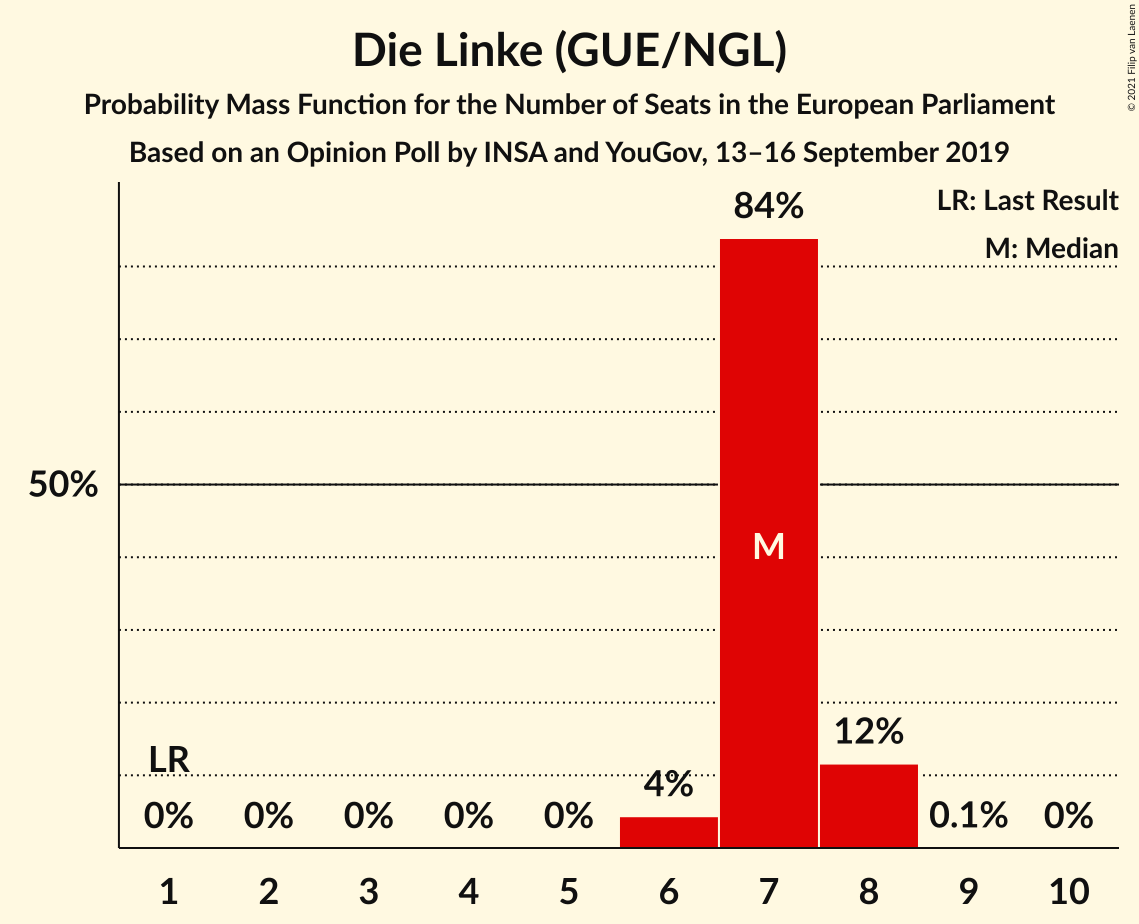 Die Linke (GUE/NGL)
Probability Mass Function for the Number of Seats in the European Parliament
Based on an Opinion Poll by INSA and YouGov, 13–16 September 2019
© 2021 Filip van Laenen
LR: Last Result
M: Median
84%
50%
M
LR
12%
4%
0%
0%
0%
0%
0%
0.1%
0%
1
2
3
4
5
6
7
8
9
10